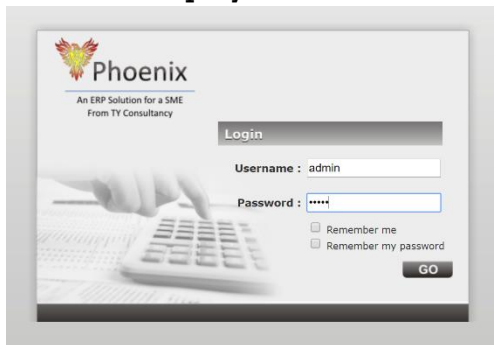 Phoenix
An ERP Solution for a SME
From TY Consultancy
Login
Username : admin
Password : •••••
Remember me
Remember my password
GO